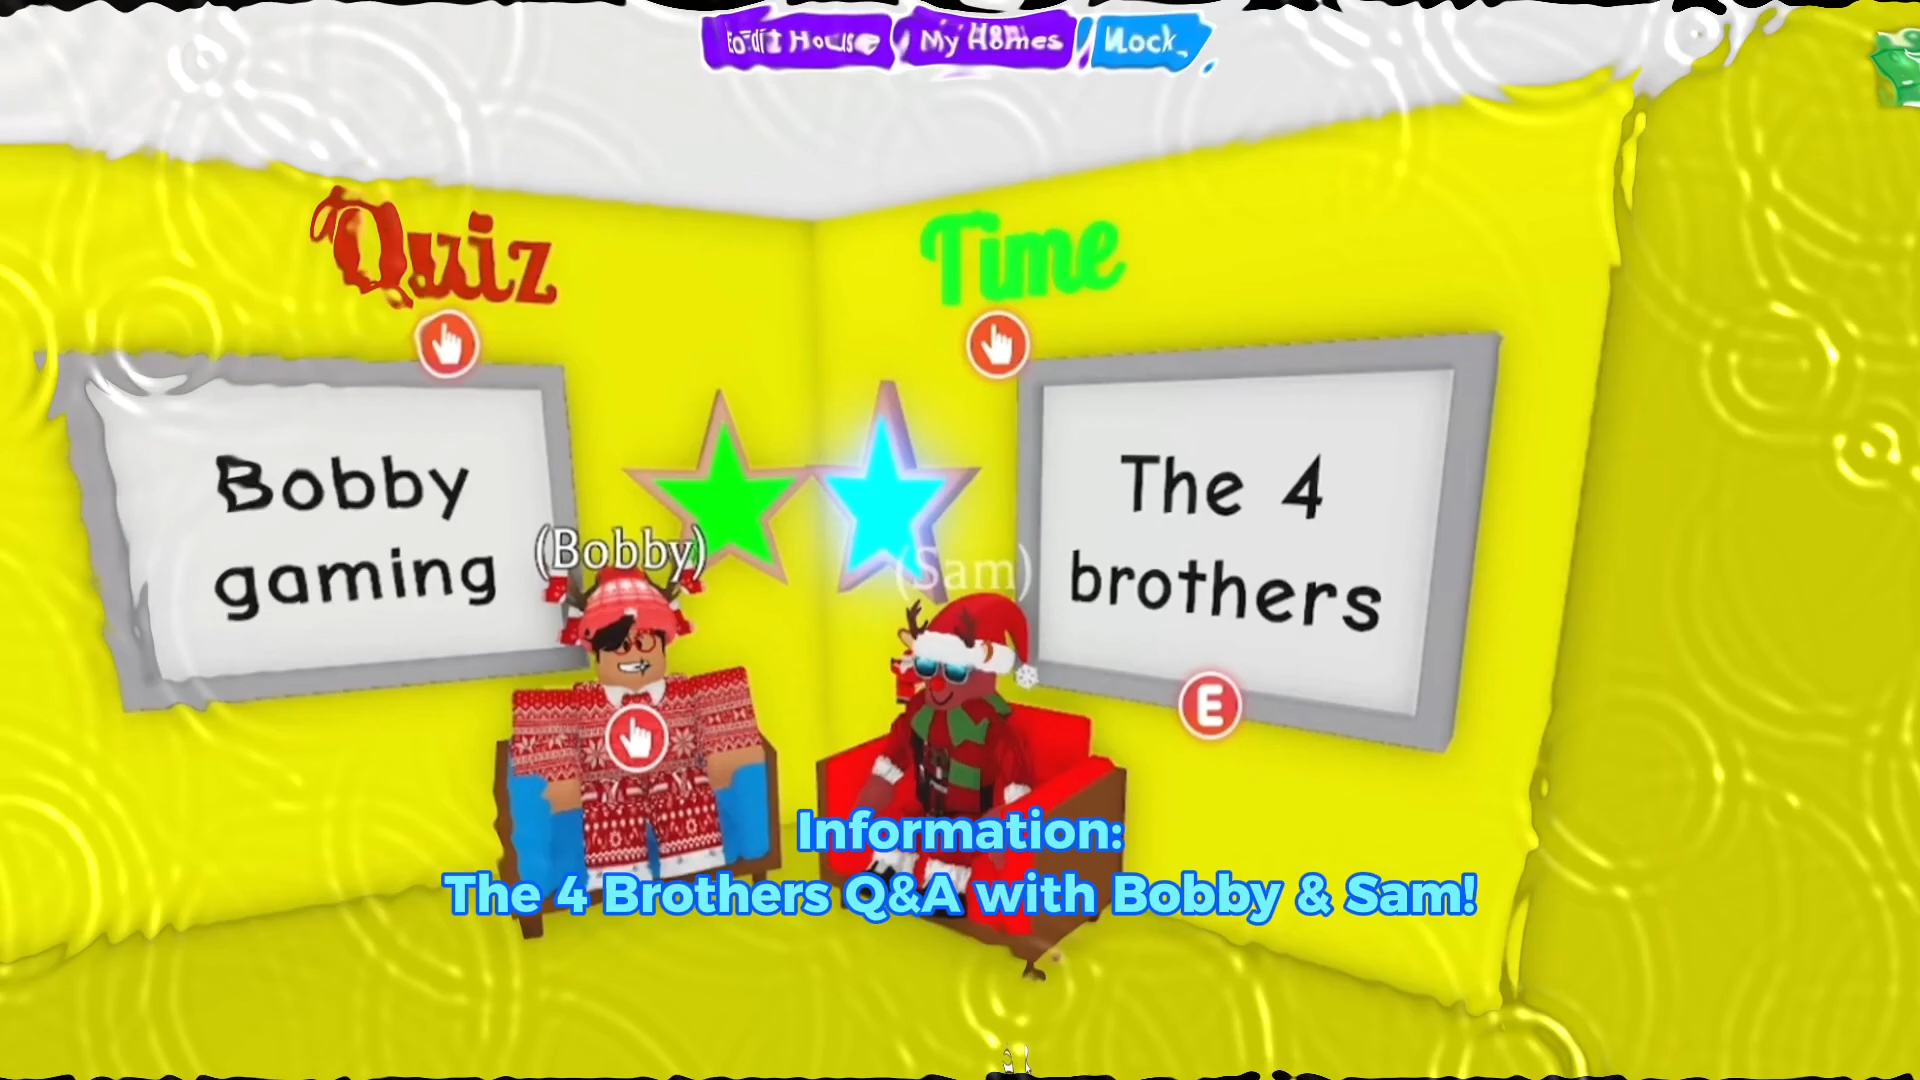 My Homes
Quiz
Time
Bobby
gaming
The 4
brothers
(Bobby)
(Sam)
E
Information:
The 4 Brothers Q&A with Bobby & Sam!